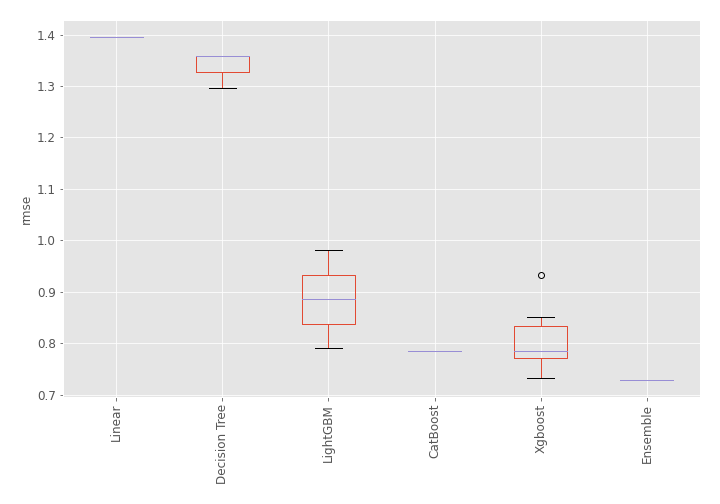 1.4
1.3
1.2
1.1
1.0
0.9
0.8
0.7
rmse
Linear
Decision Tree
LightGBM
CatBoost
Xgboost
Ensemble